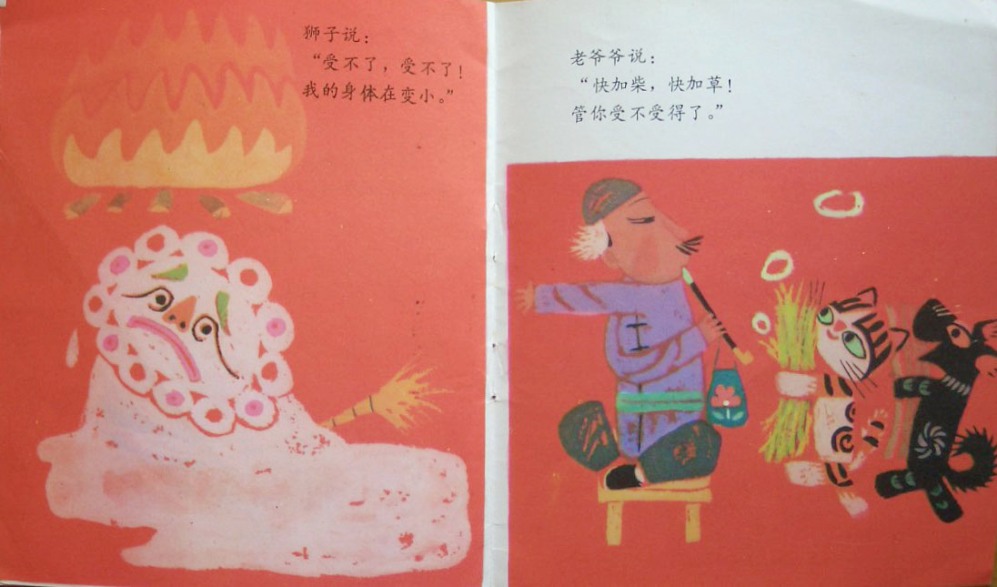 狮子说：
“受不了，受不了！
我的身体在变小。”
老爷爷说：
“快加柴，快加草！
管你受不受得了。”